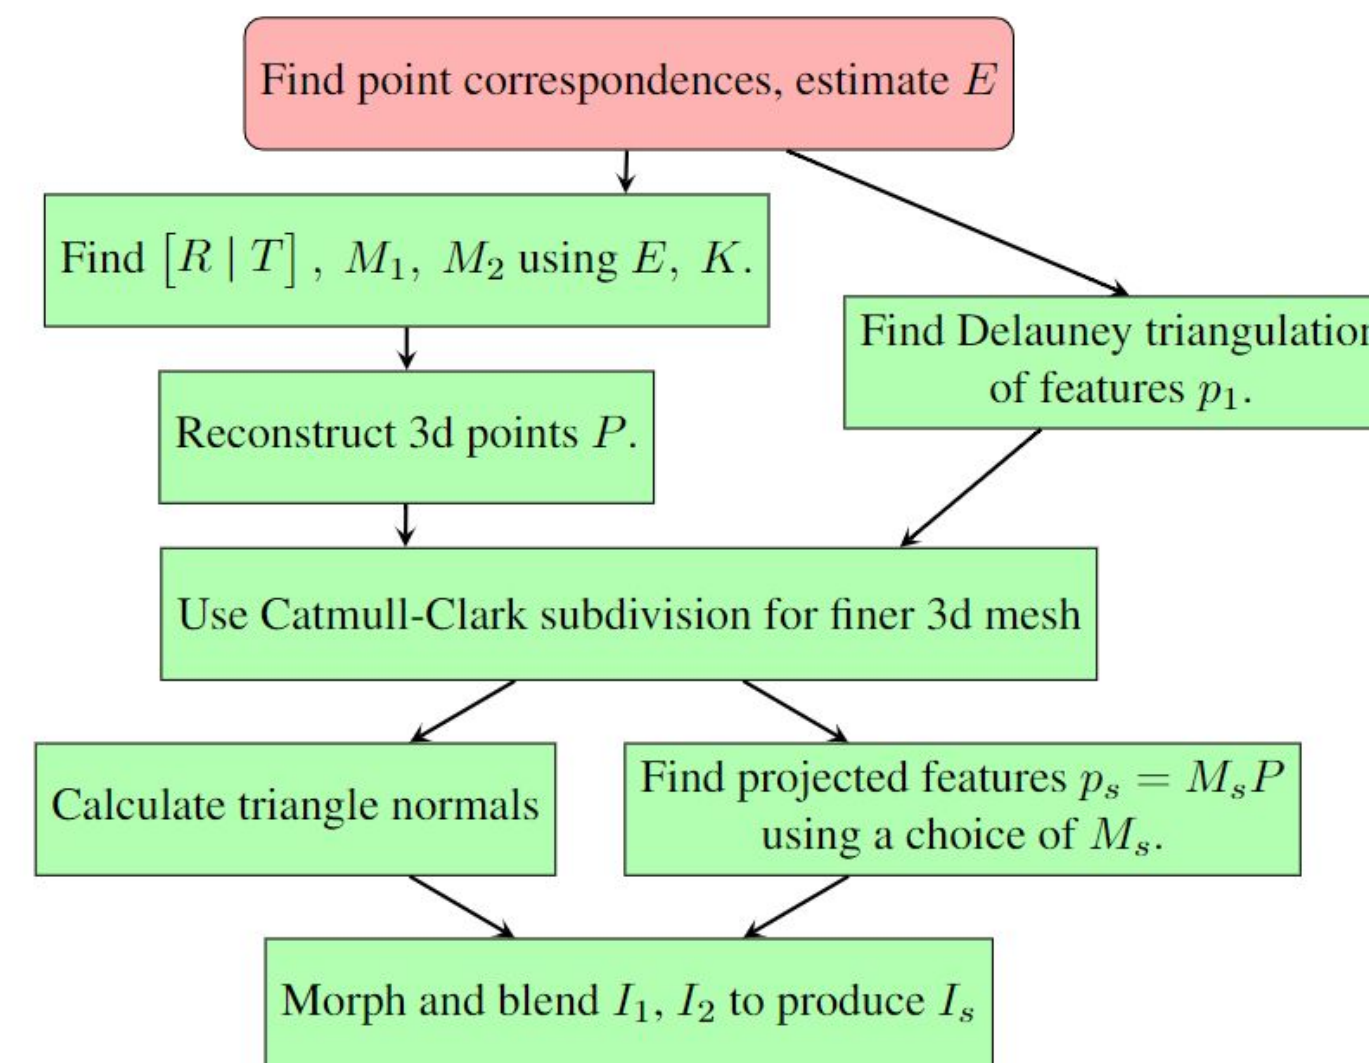 Find point correspondences, estimate E
Find [R | T] , M₁, M₂ using E, K.
Find Delauney triangulation
of features p₁.
Reconstruct 3d points P.
Use Catmull-Clark subdivision for finer 3d mesh
Calculate triangle normals
Find projected features pₛ = MₛP
using a choice of Mₛ.
Morph and blend I₁, I₂ to produce Iₛ